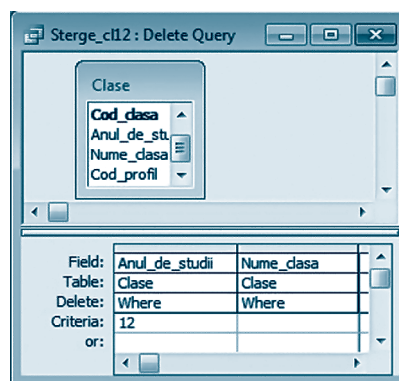 Sterge_cl12 : Delete Query
Clase
Cod_clasa
Anul_de_stu
Nume_clasa
Cod_profil
Field: Anul_de_studii Nume_clasa
Table: Clase Clase
Delete: Where Where
Criteria: 12
or: